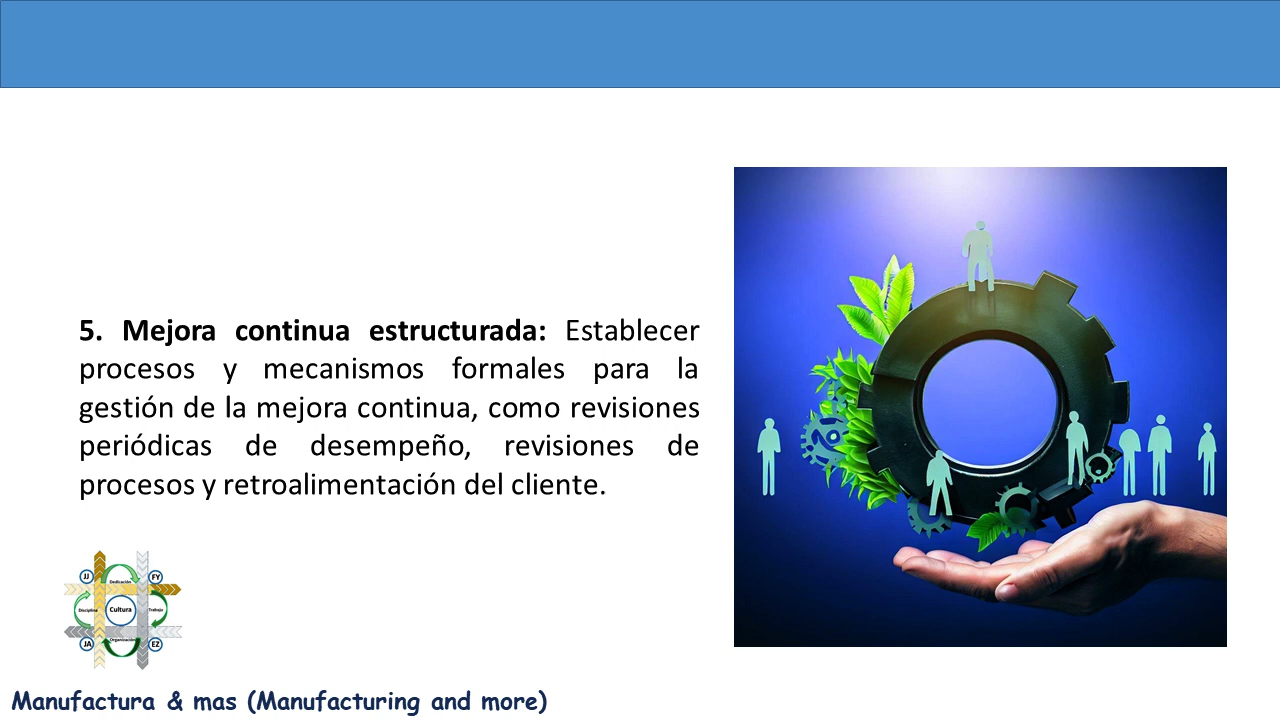 5. Mejora continua estructurada: Establecer
procesos y mecanismos formales para la
gestión de la mejora continua, como revisiones
periódicas de desempeño, revisiones de
procesos y retroalimentación del cliente.
JJ
FY
Dedicación
Disciplina
Cultura
Trabajo
Organización
JA
EZ
Manufactura & mas (Manufacturing and more)